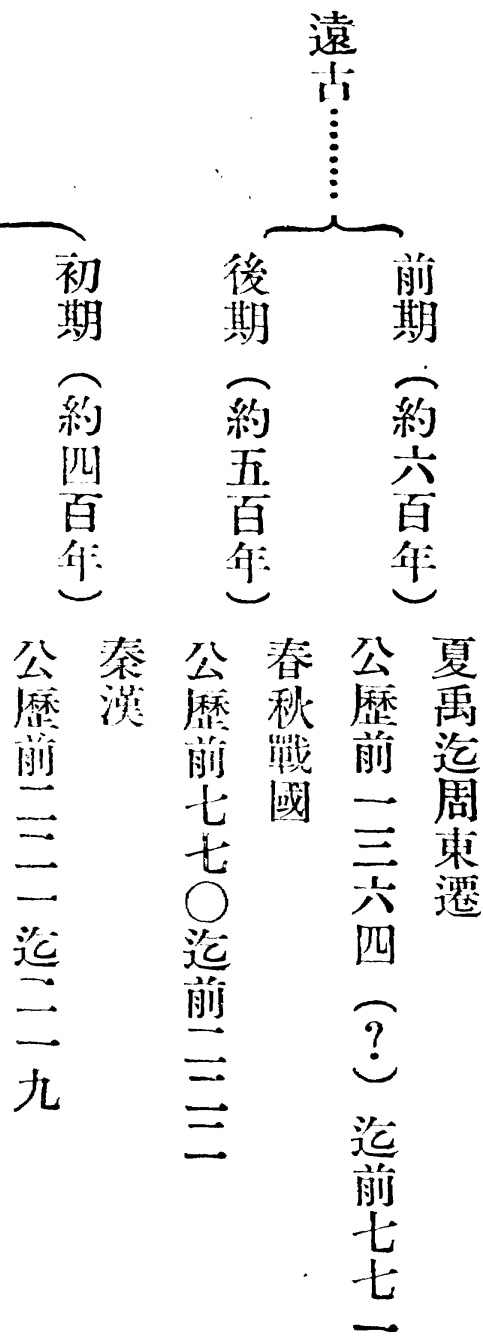 遠古………
前期（約六百年）
夏禹迄周東遷
公歷前一三六四（？）迄前七七一
後期（約五百年）
春秋戰國
公歷前七七〇迄前二二二
初期（約四百年）
秦漢
公歷前二二一迄二一九